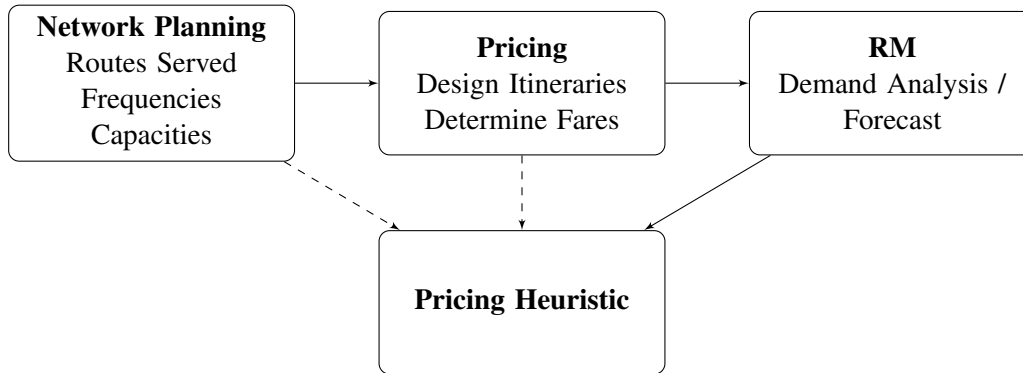 Network Planning
Routes Served
Frequencies
Capacities
Pricing
Design Itineraries
Determine Fares
RM
Demand Analysis /
Forecast
Pricing Heuristic